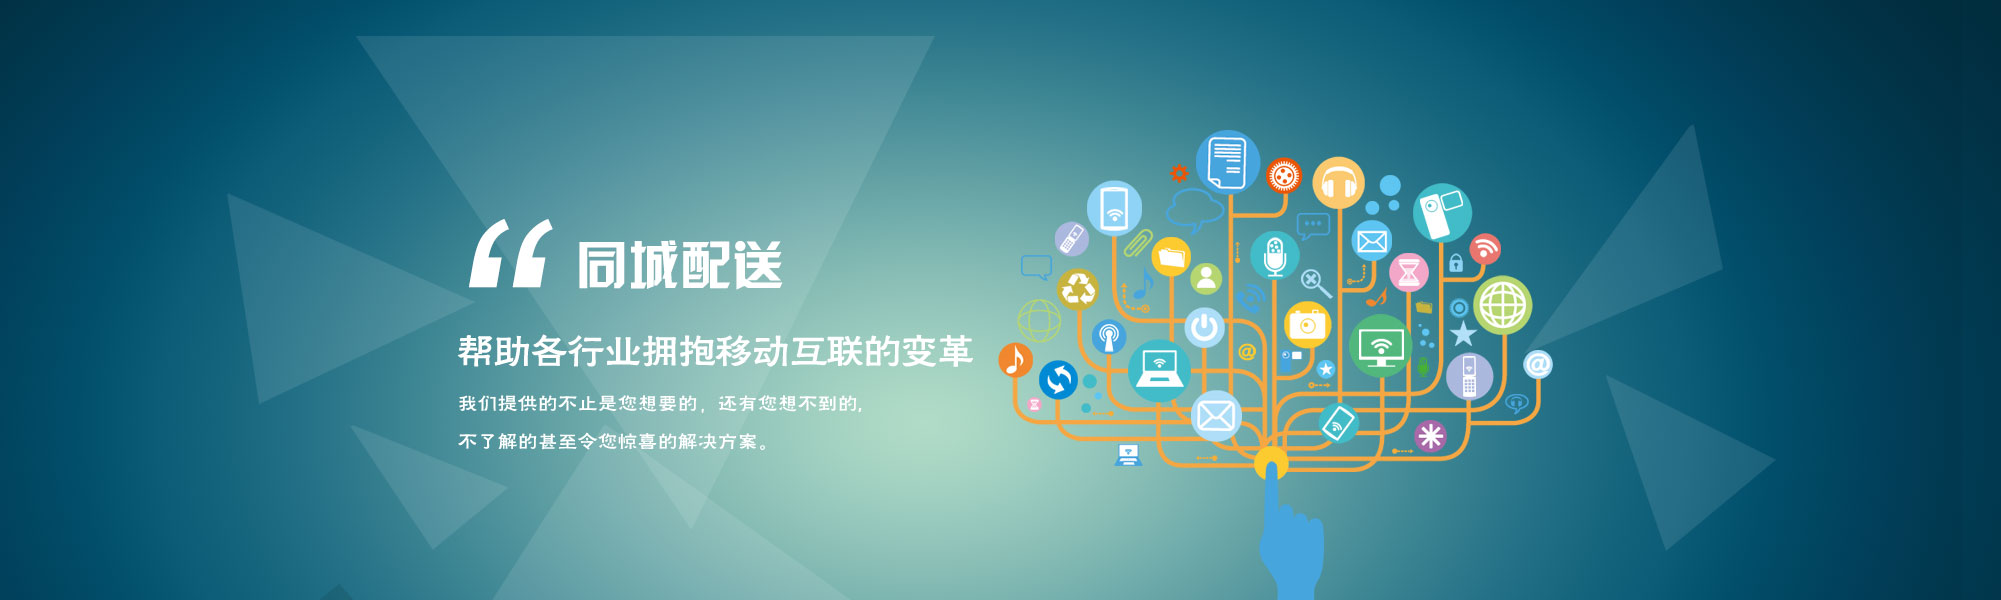 “ 同城配送
帮助各行业拥抱移动互联的变革
我们提供的不止是您想要的，还有您想不到的，
不了解的甚至令您惊喜的解决方案。